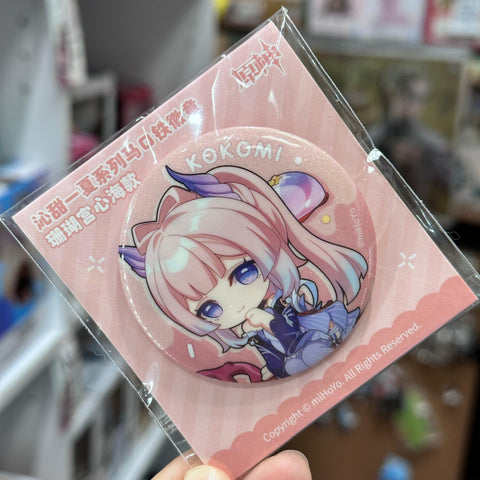 原神
沁甜一夏系列马口铁徽章
珊瑚宫心海款
KOKOMI
©miHoYo
Copyright © miHoYo. All Rights Reserved.